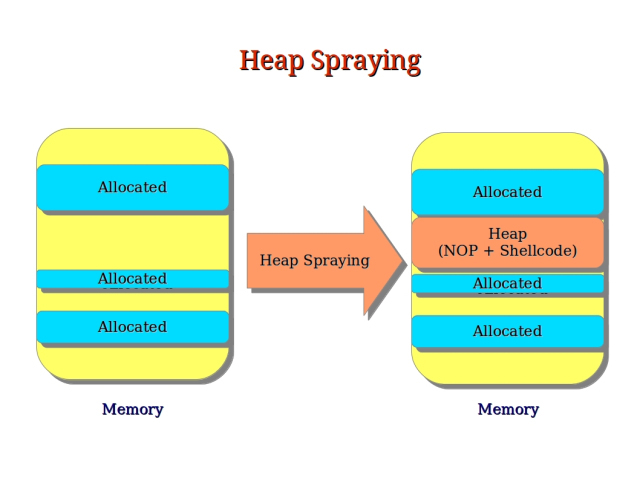 Heap Spraying
Allocated
Allocated
Allocated
Memory
Heap Spraying
Allocated
Heap
(NOP + Shellcode)
Allocated
Allocated
Memory